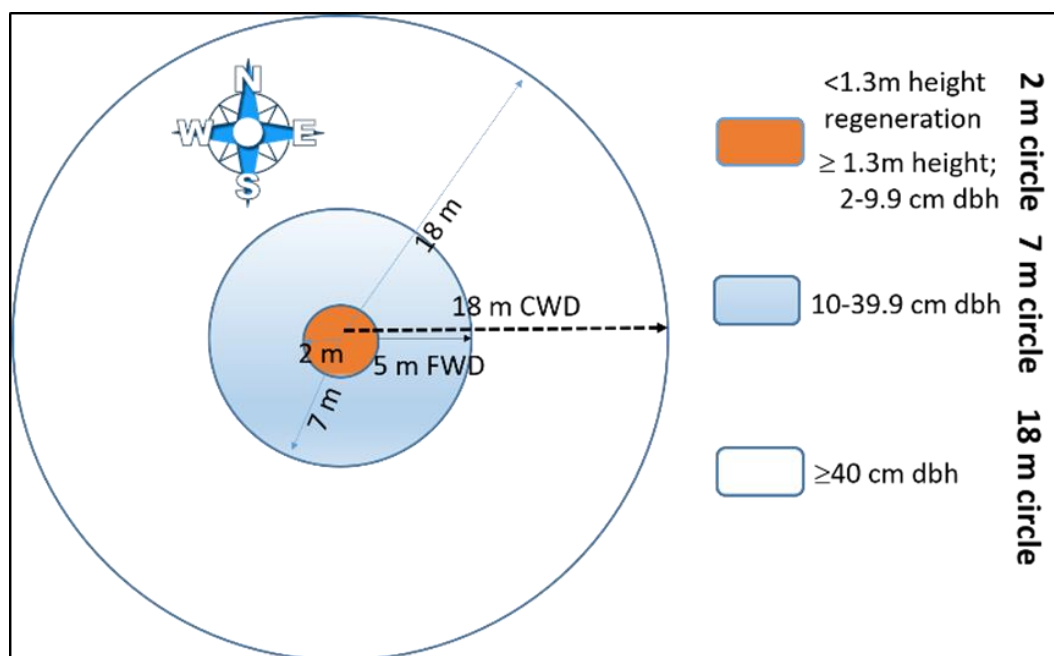 N
W E
S
18 m
18 m CWD
2 m
5 m FWD
7 m
<1.3m height
regeneration
≥ 1.3m height;
2-9.9 cm dbh
10-39.9 cm dbh
≥40 cm dbh
2 m circle
7 m circle
18 m circle